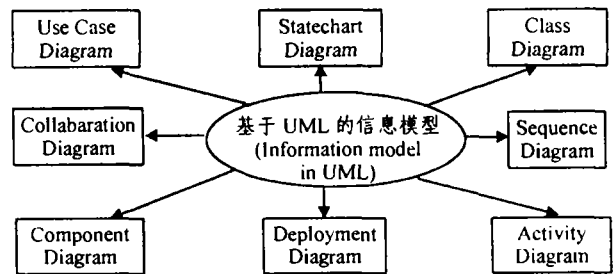 Use Case
Diagram
Statechart
Diagram
Class
Diagram
Collabaration
Diagram
基于 UML 的信息模型
(Information model
in UML)
Sequence
Diagram
Component
Diagram
Deployment
Diagram
Activity
Diagram